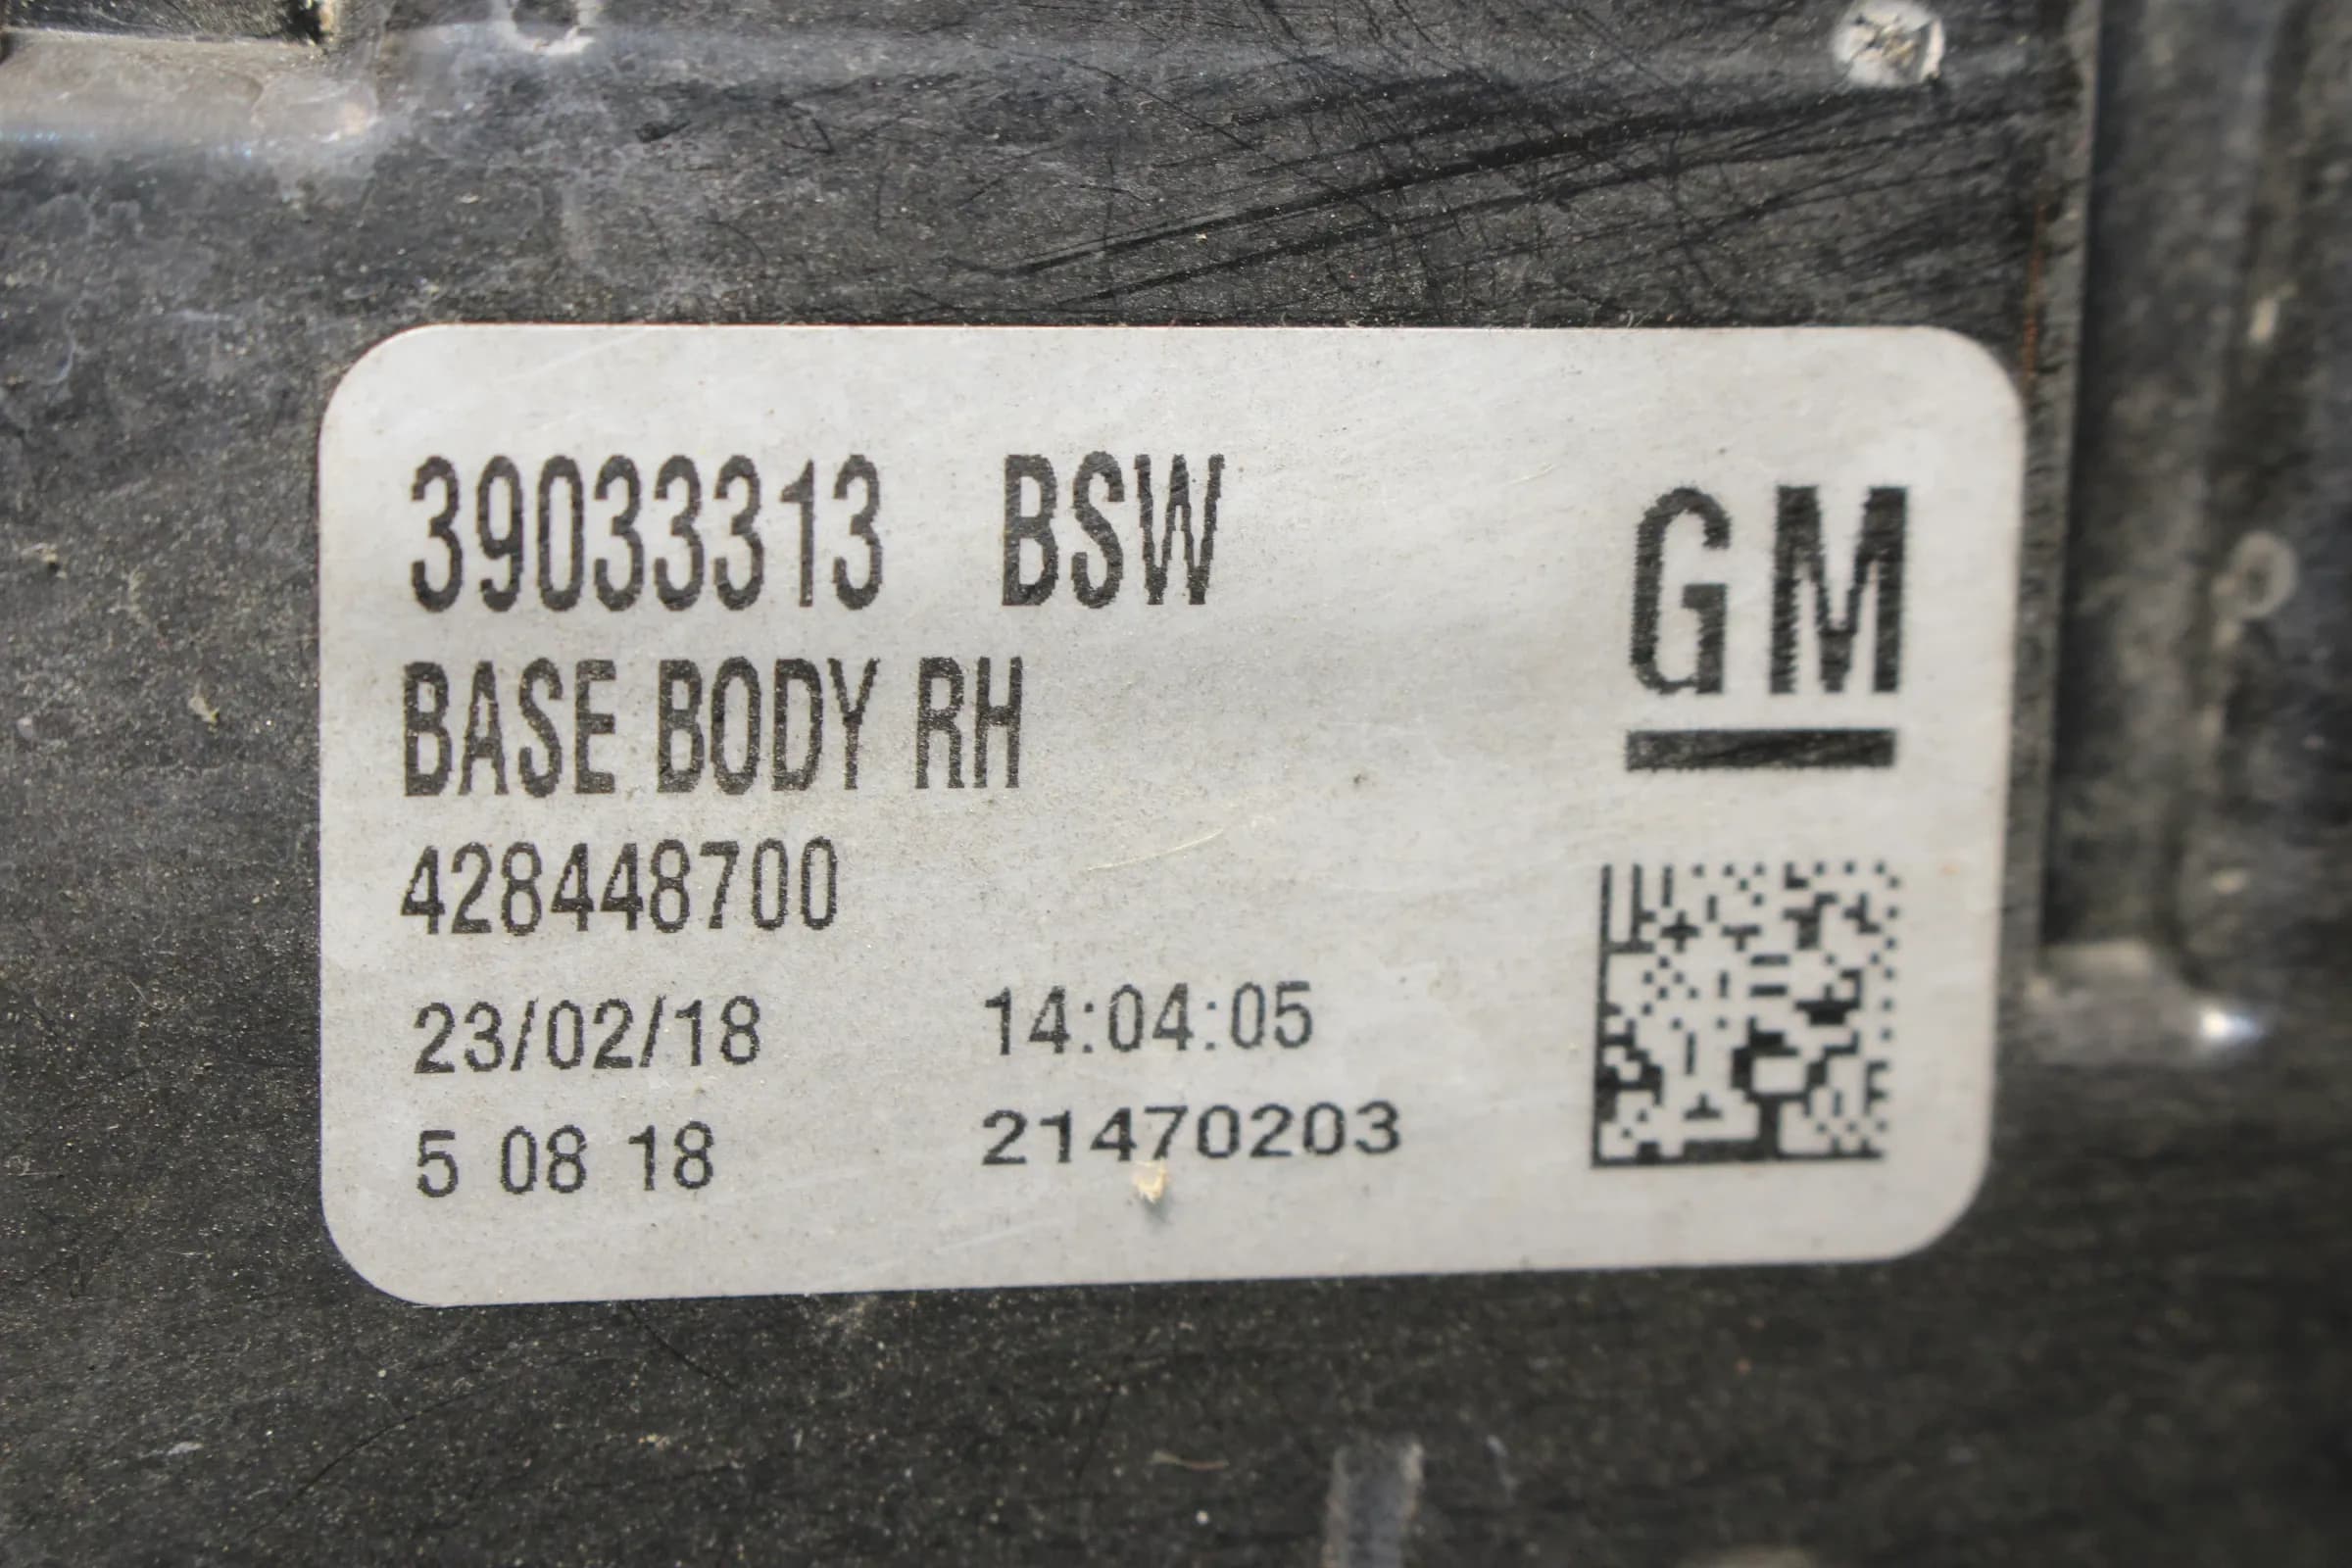 39033313 BSW
GM
BASE BODY RH
428448700
23/02/18 14:04:05
5 08 18 21470203